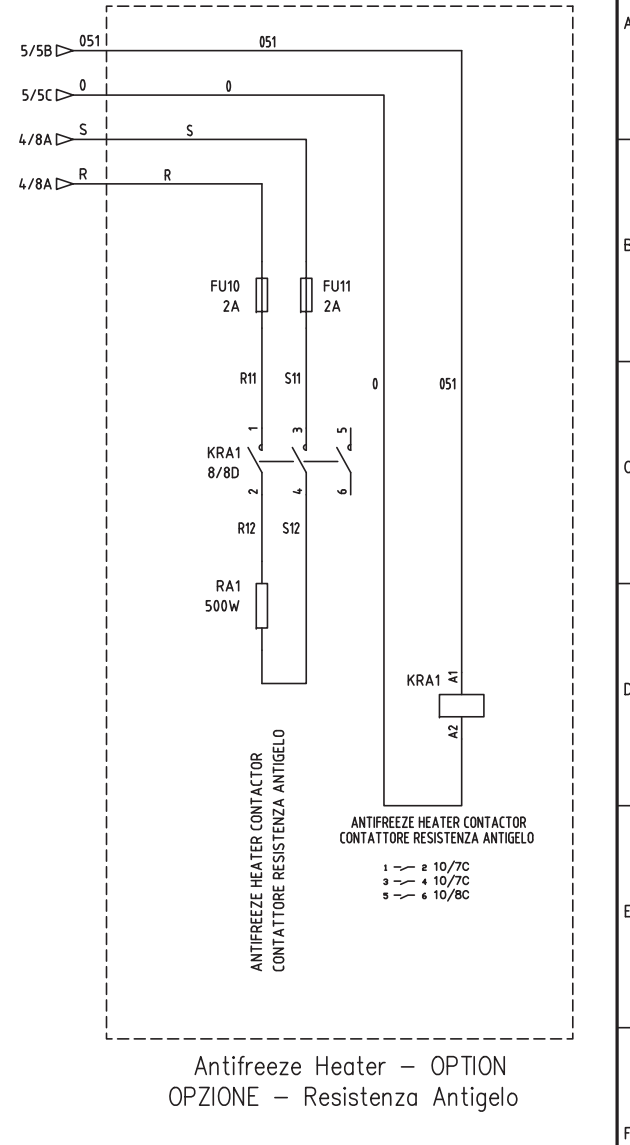 A
5/5B 051 051
5/5C 0 0
4/8A S S
4/8A R R
B
FU10
2A
FU11
2A
R11 S11 0 051
1 3 5
KRA1
8/8D
C
2 4 6
R12 S12
RA1
500W
KRA1 A1
D
A2
ANTIFREEZE HEATER CONTACTOR
CONTATTORE RESISTENZA ANTIGELO
ANTIFREEZE HEATER CONTACTOR
CONTATTORE RESISTENZA ANTIGELO
1 2 10/7C
3 4 10/7C
5 6 10/8C
E
Antifreeze Heater – OPTION
OPZIONE – Resistenza Antigelo
F